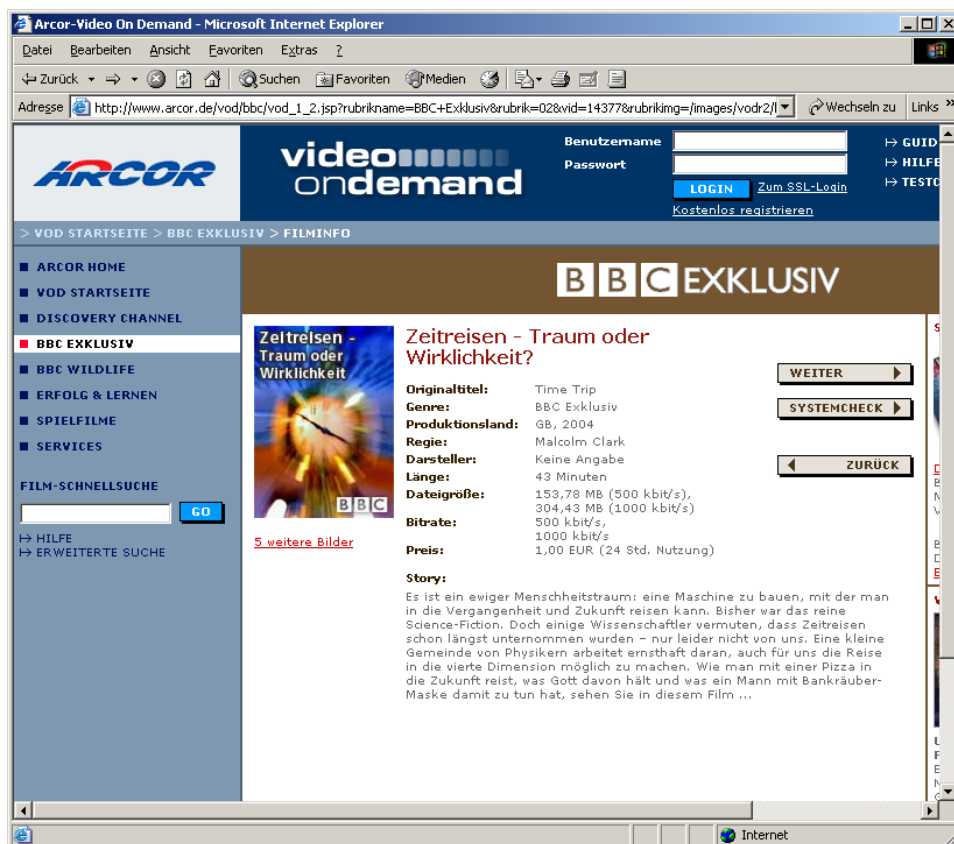 Arcor-Video On Demand - Microsoft Internet Explorer
Datei Bearbeiten Ansicht Favoriten Extras ?
Zurück Suchen Favoriten Medien
Adresse http://www.arcor.de/vod/bbc/vod_1_2.jsp?rubrikname=BBC+Exklusiv&rubrik=02&vid=14377&rubrikimg=/images/vodr2/ Wechseln zu Links »
ARCOR
video
ondemand
Benutzername
Passwort
LOGIN Zum SSL-Login
Kostenlos registrieren
GUID
HILFE
TESTC
> VOD STARTSEITE > BBC EXKLUSIV > FILMINFO
ARCOR HOME
VOD STARTSEITE
DISCOVERY CHANNEL
BBC EXKLUSIV
BBC WILDLIFE
ERFOLG & LERNEN
SPIELFILME
SERVICES
FILM-SCHNELLSUCHE
GO
HILFE
ERWEITERTE SUCHE
BBC EXKLUSIV
Zeitreisen -
Traum oder
Wirklichkeit
BBC
5 weitere Bilder
Zeitreisen - Traum oder
Wirklichkeit?
Originaltitel: Time Trip
Genre: BBC Exklusiv
Produktionsland: GB, 2004
Regie: Malcolm Clark
Darsteller: Keine Angabe
Länge: 43 Minuten
Dateigröße: 153,78 MB (500 kbit/s),
304,43 MB (1000 kbit/s)
Bitrate: 500 kbit/s,
1000 kbit/s
Preis: 1,00 EUR (24 Std. Nutzung)
WEITER
SYSTEMCHECK
ZURÜCK
Story:
Es ist ein ewiger Menschheitstraum: eine Maschine zu bauen, mit der man
in die Vergangenheit und Zukunft reisen kann. Bisher war das reine
Science-Fiction. Doch einige Wissenschaftler vermuten, dass Zeitreisen
schon längst unternommen wurden – nur leider nicht von uns. Eine kleine
Gemeinde von Physikern arbeitet ernsthaft daran, auch für uns die Reise
in die vierte Dimension möglich zu machen. Wie man mit einer Pizza in
die Zukunft reist, was Gott davon hält und was ein Mann mit Bankräuber-
Maske damit zu tun hat, sehen Sie in diesem Film ...
Internet